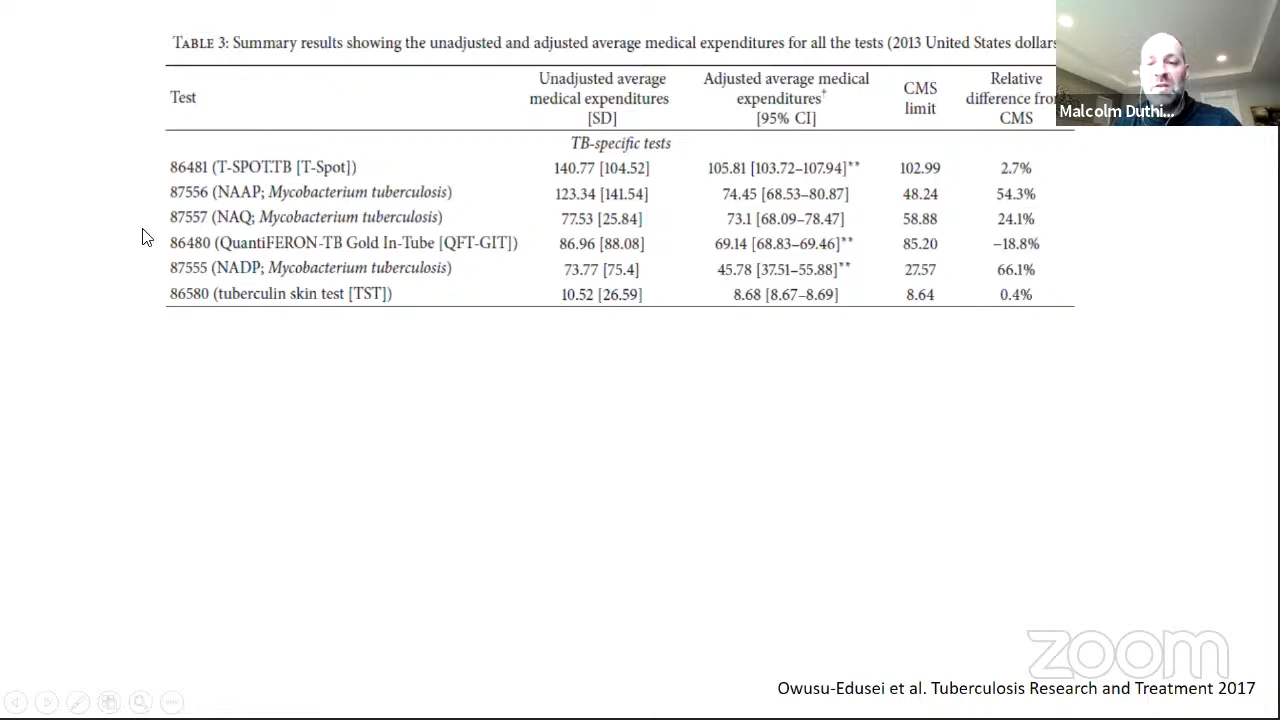 TABLE 3: Summary results showing the unadjusted and adjusted average medical expenditures for all the tests (2013 United States dollars
Test
Unadjusted average medical expenditures [SD]
Adjusted average medical expenditures† [95% CI]
CMS limit
Relative difference from CMS
TB-specific tests
86481 (T-SPOT.TB [T-Spot]) 140.77 [104.52] 105.81 [103.72–107.94]** 102.99 2.7%
87556 (NAAP; Mycobacterium tuberculosis) 123.34 [141.54] 74.45 [68.53–80.87] 48.24 54.3%
87557 (NAQ; Mycobacterium tuberculosis) 77.53 [25.84] 73.1 [68.09–78.47] 58.88 24.1%
86480 (QuantiFERON-TB Gold In-Tube [QFT-GIT]) 86.96 [88.08] 69.14 [68.83–69.46]** 85.20 −18.8%
87555 (NADP; Mycobacterium tuberculosis) 73.77 [75.4] 45.78 [37.51–55.88]** 27.57 66.1%
86580 (tuberculin skin test [TST]) 10.52 [26.59] 8.68 [8.67–8.69] 8.64 0.4%
Malcolm Duthi...
zoom
Owusu-Edusei et al. Tuberculosis Research and Treatment 2017